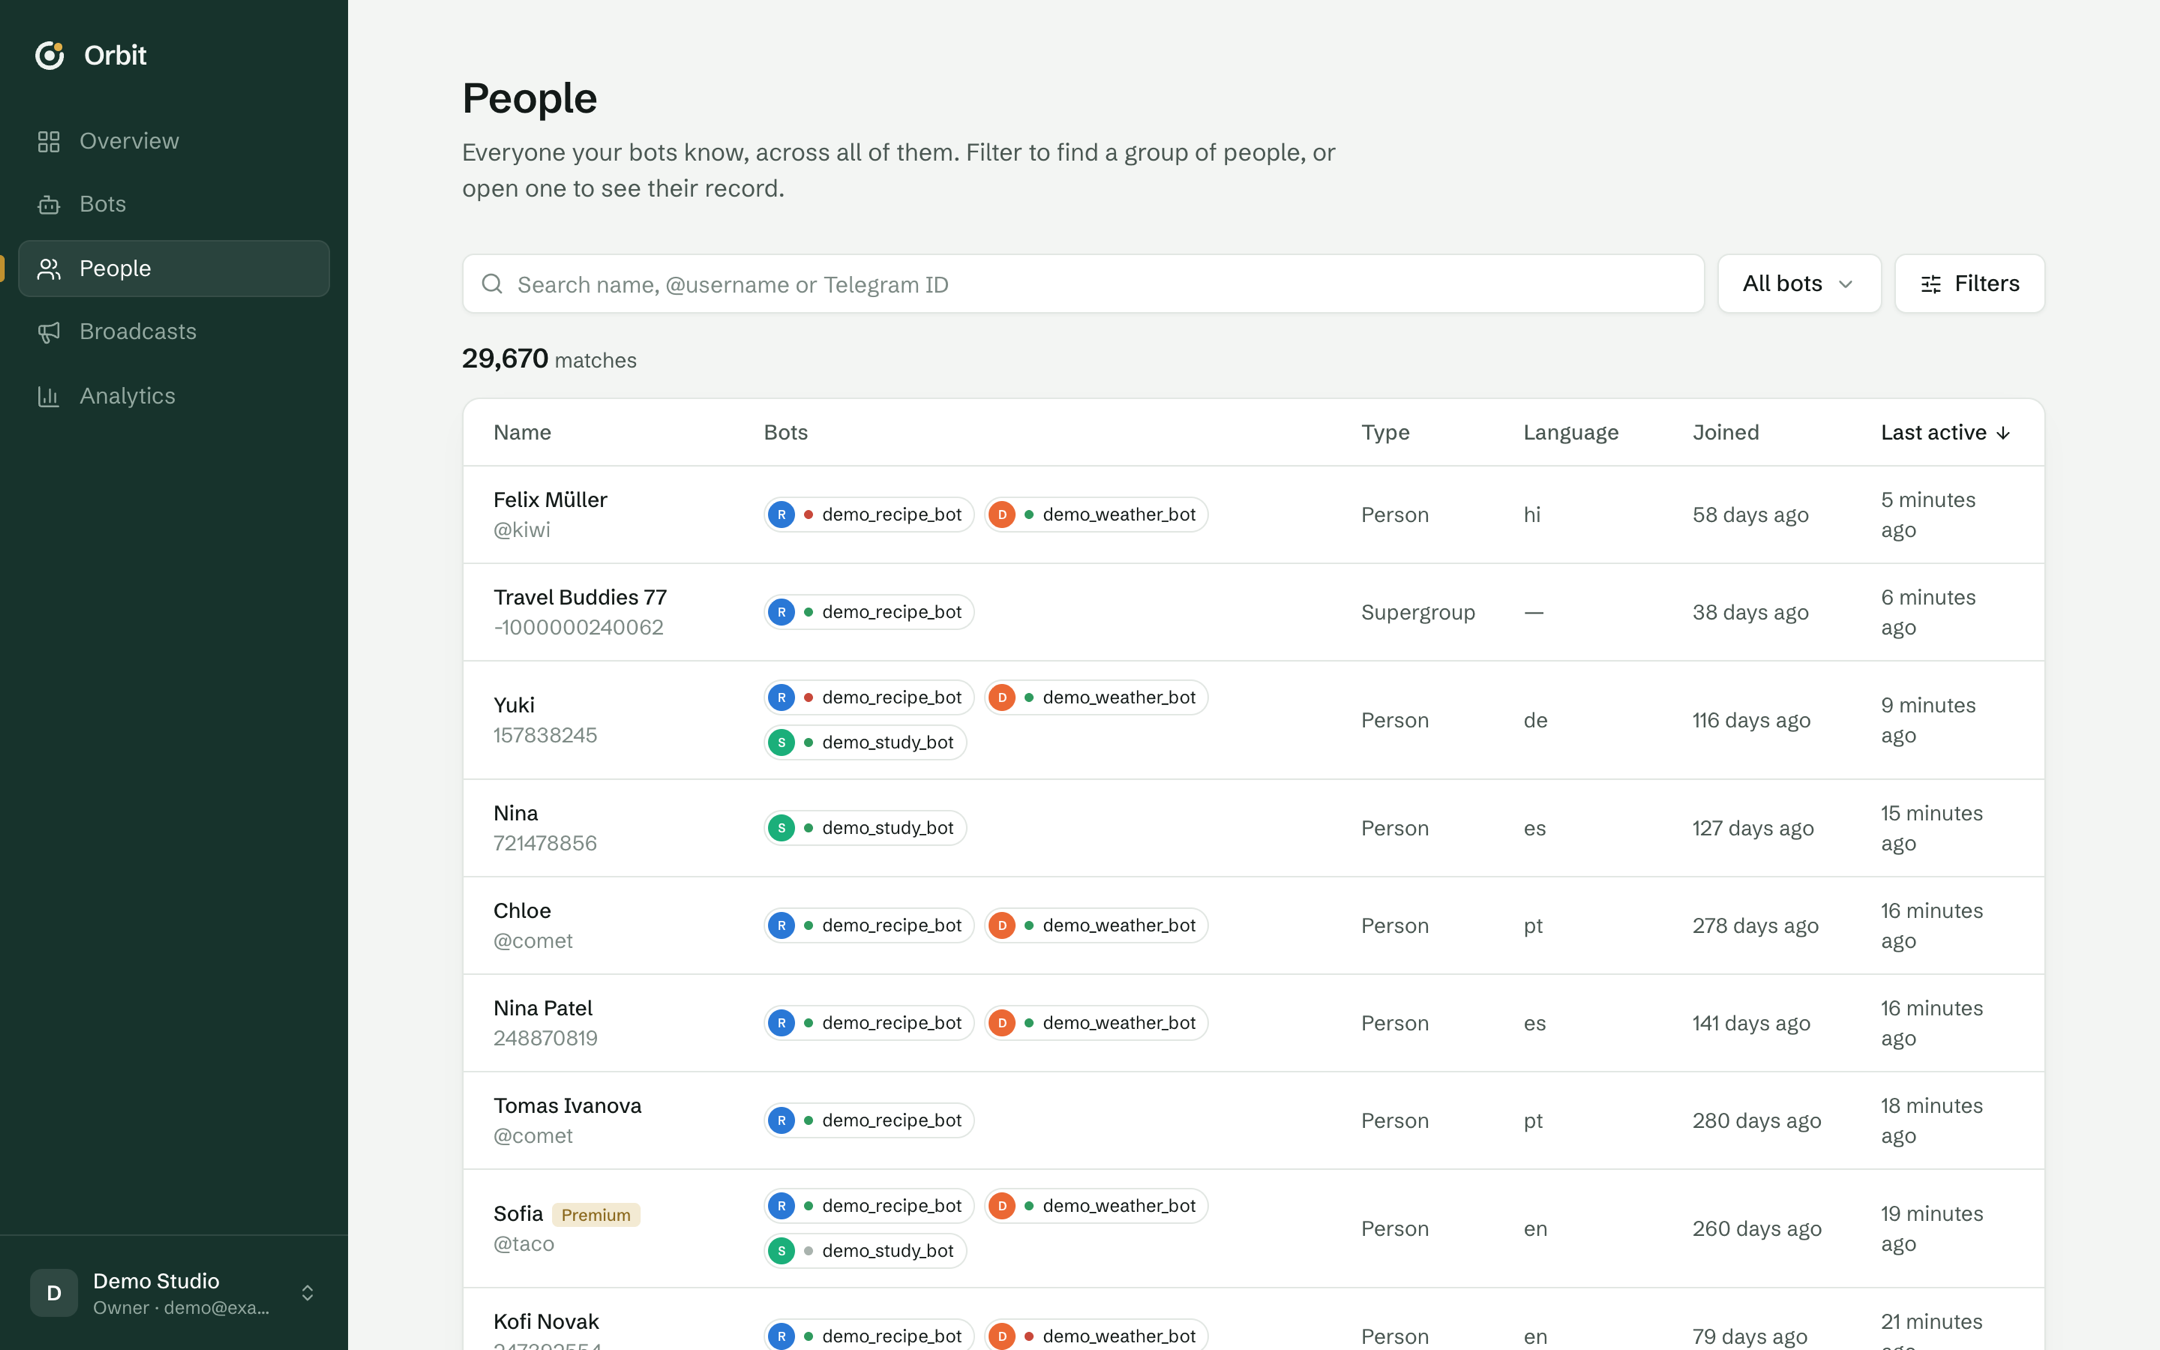 Orbit
Overview
Bots
People
Broadcasts
Analytics
D
Demo Studio
Owner · demo@exa...
People
Everyone your bots know, across all of them. Filter to find a group of people, or
open one to see their record.
Search name, @username or Telegram ID
All bots
Filters
29,670 matches
Name Bots Type Language Joined Last active
Felix Müller
@kiwi
R demo_recipe_bot D demo_weather_bot
Person hi 58 days ago
5 minutes
ago
Travel Buddies 77
-1000000240062
R demo_recipe_bot
Supergroup — 38 days ago
6 minutes
ago
Yuki
157838245
R demo_recipe_bot D demo_weather_bot
S demo_study_bot
Person de 116 days ago
9 minutes
ago
Nina
721478856
S demo_study_bot
Person es 127 days ago
15 minutes
ago
Chloe
@comet
R demo_recipe_bot D demo_weather_bot
Person pt 278 days ago
16 minutes
ago
Nina Patel
248870819
R demo_recipe_bot D demo_weather_bot
Person es 141 days ago
16 minutes
ago
Tomas Ivanova
@comet
R demo_recipe_bot
Person pt 280 days ago
18 minutes
ago
Sofia Premium
@taco
R demo_recipe_bot D demo_weather_bot
S demo_study_bot
Person en 260 days ago
19 minutes
ago
Kofi Novak
R demo_recipe_bot D demo_weather_bot
Person en 79 days ago
21 minutes